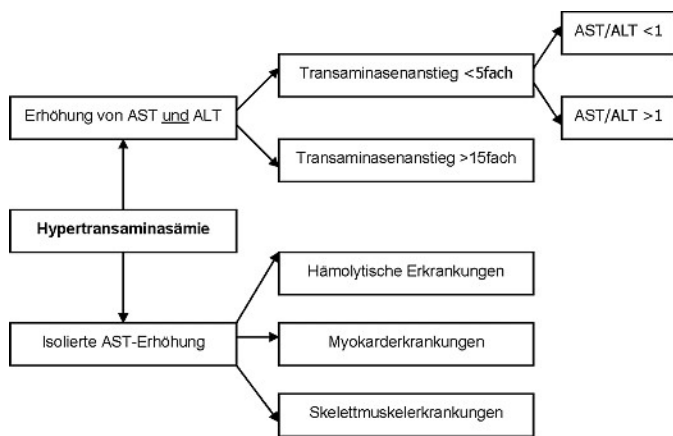 AST/ALT <1
Transaminasenanstieg <5fach
Erhöhung von AST und ALT
AST/ALT >1
Transaminasenanstieg >15fach
Hypertransaminasämie
Hämolytische Erkrankungen
Isolierte AST-Erhöhung
Myokarderkrankungen
Skelettmuskelerkrankungen